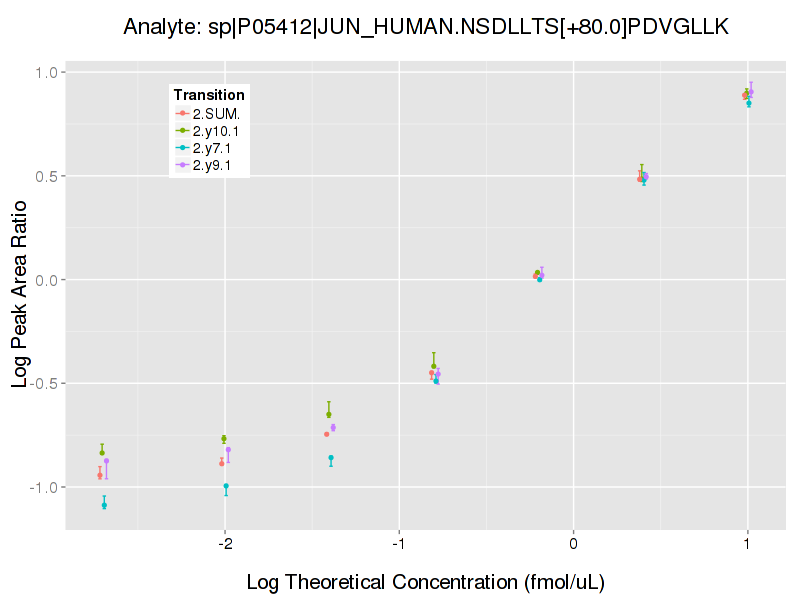 Analyte: sp|P05412|JUN_HUMAN.NSDLLTS[+80.0]PDVGLLK
Transition
2.SUM.
2.y10.1
2.y7.1
2.y9.1
Log Peak Area Ratio
1.0
0.5
0.0
-0.5
-1.0
-2
-1
0
1
Log Theoretical Concentration (fmol/uL)